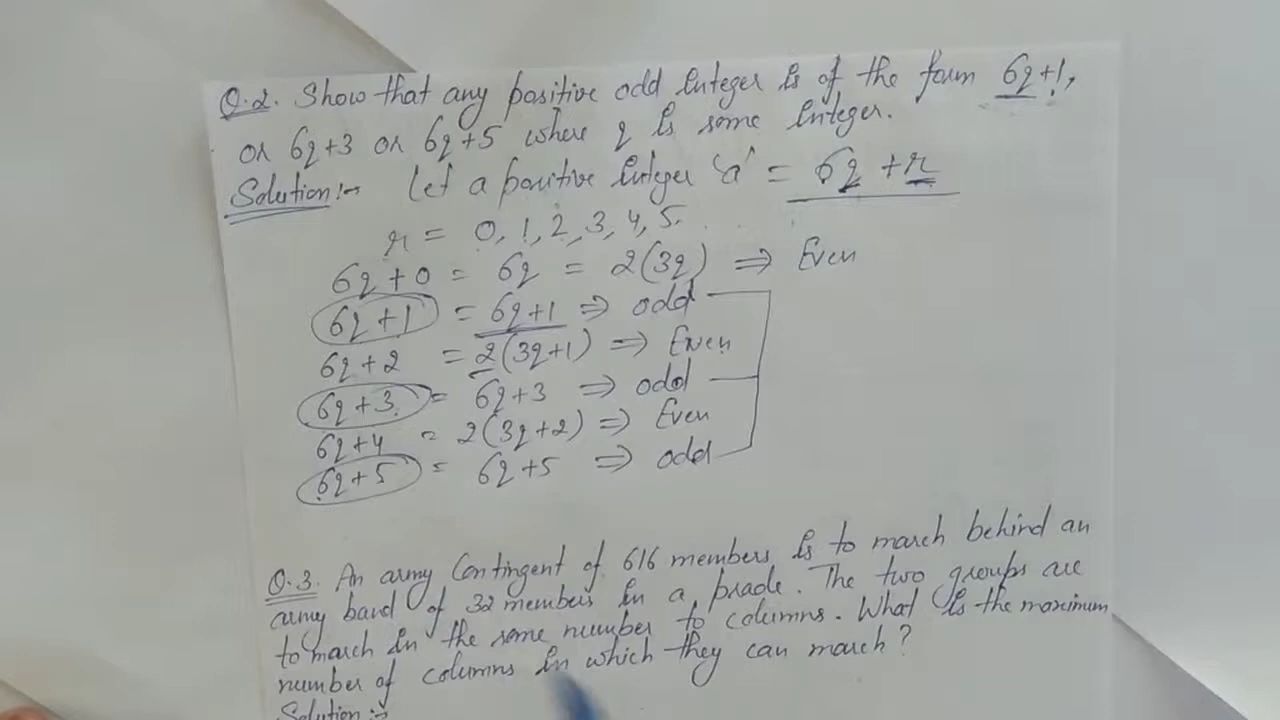 Q.2. Show that any positive odd Integer is of the form 6q+1,
or 6q+3 or 6q+5 where q is some Integer.
Solution:- Let a positive Integer 'a' = 6q + r
r = 0, 1, 2, 3, 4, 5.
6q+0 = 6q = 2(3q) ⇒ Even
6q+1 = 6q+1 ⇒ odd
6q+2 = 2(3q+1) ⇒ Even
6q+3 = 6q+3 ⇒ odd
6q+4 = 2(3q+2) ⇒ Even
6q+5 = 6q+5 ⇒ odd
Q.3. An army Contingent of 616 members is to march behind an
army band of 32 members in a prade. The two groups are
to march in the same number to columns. What is the maximum
number of columns in which they can march?
Solution:-